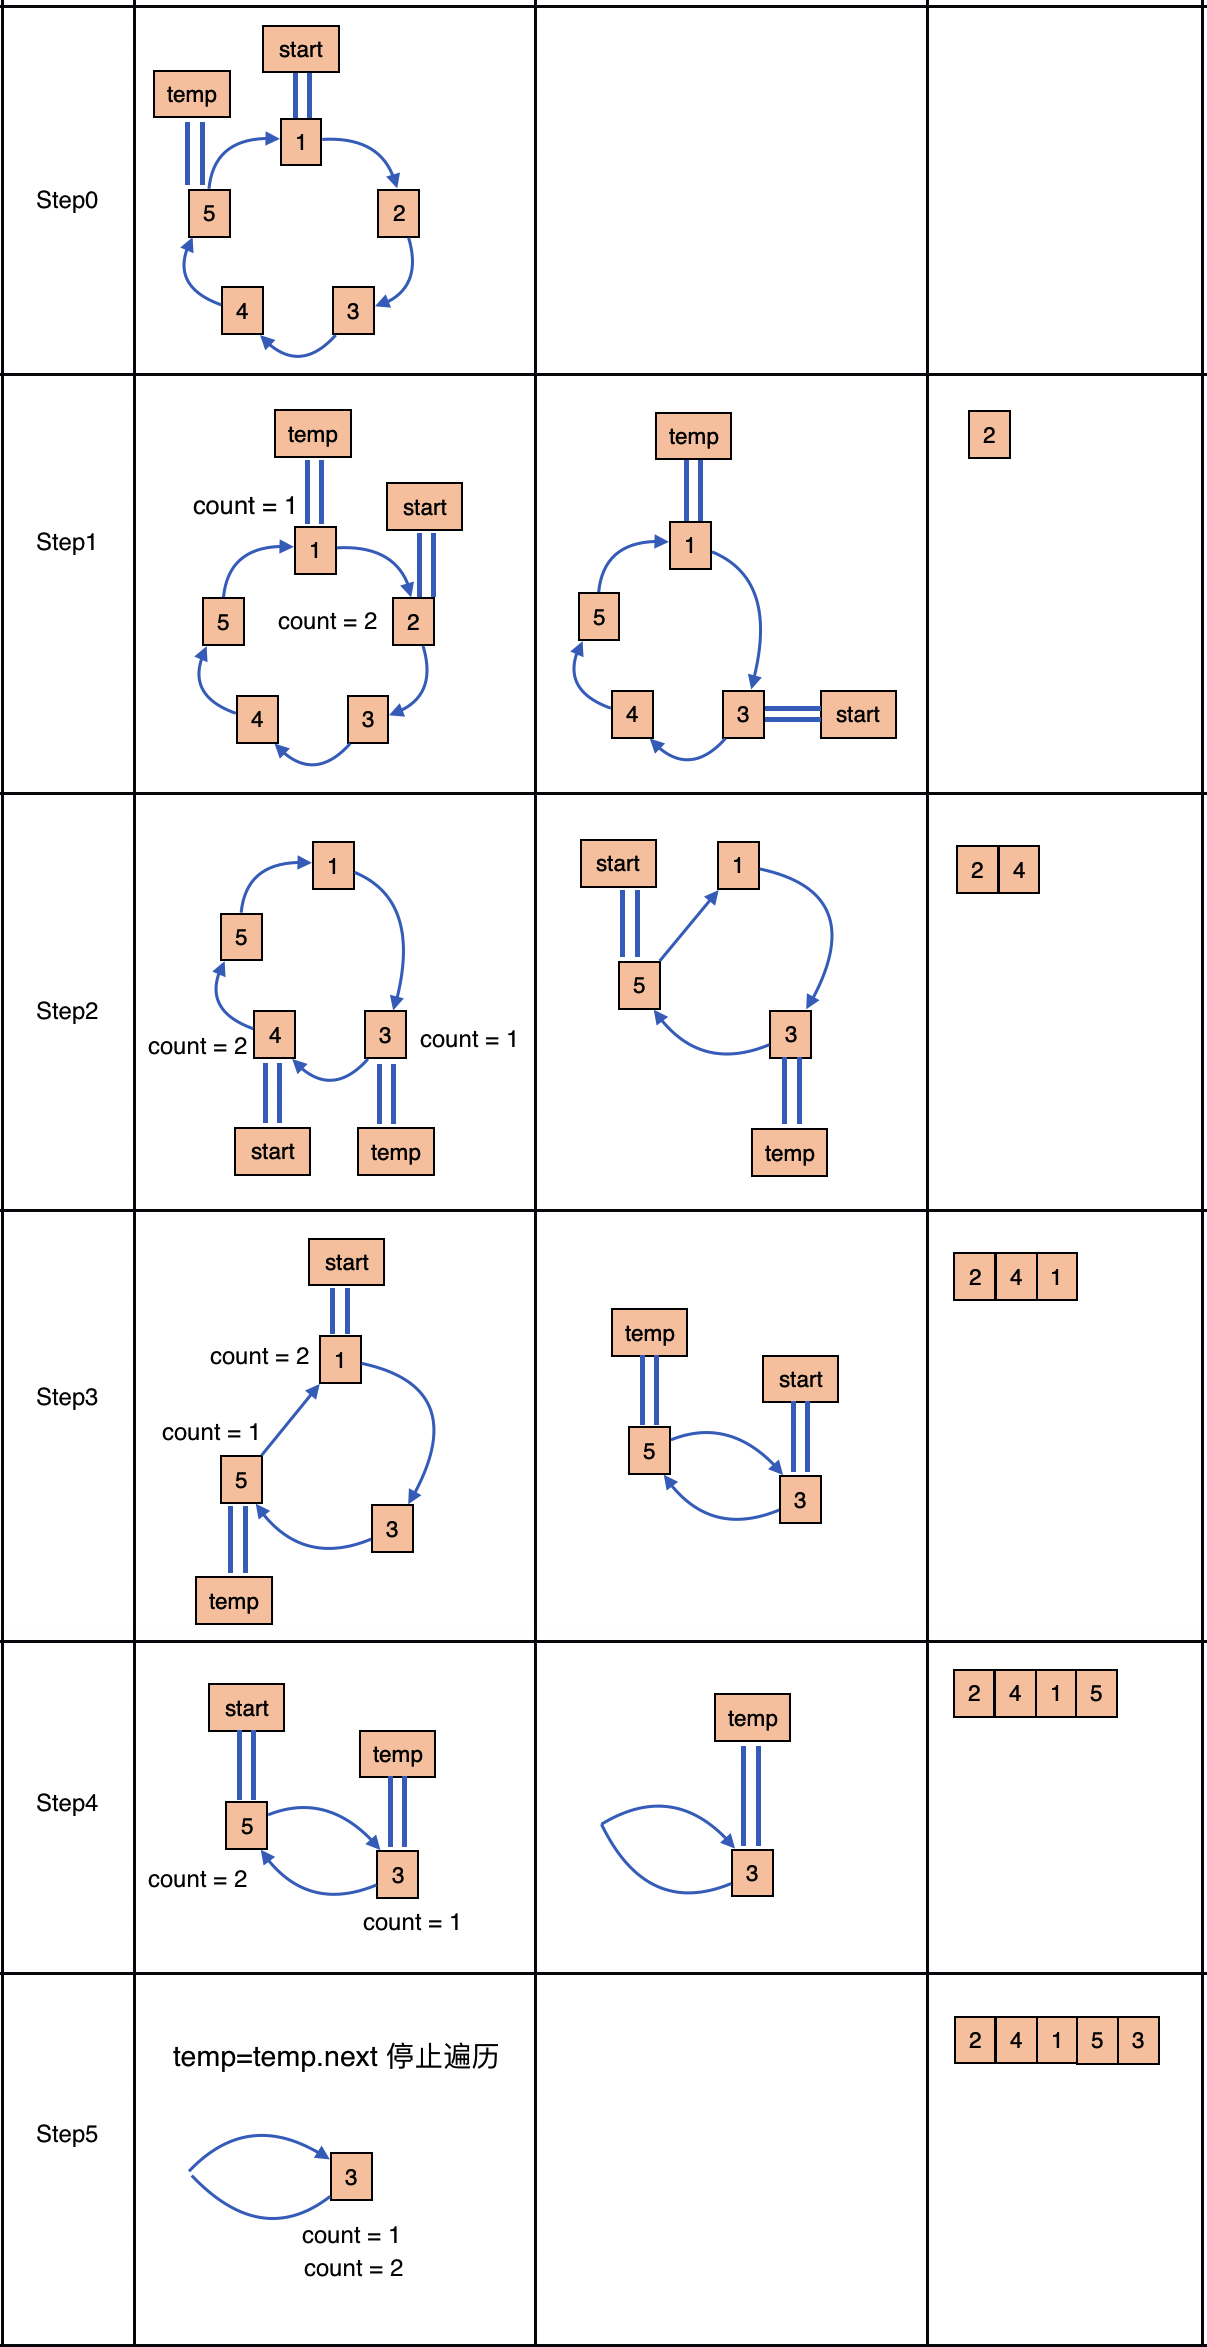 start
temp
1
5
2
Step0
4
3
temp
count = 1
start
1
Step1
5
count = 2
2
4
3
temp
1
5
4
3
start
2
1
5
Step2
count = 2
4
3
count = 1
start
temp
start
1
5
3
temp
2 4
start
count = 2
1
Step3
count = 1
5
3
temp
temp
start
5
3
2 4 1
start
temp
Step4
5
count = 2
3
count = 1
temp
3
2 4 1 5
temp=temp.next 停止遍历
Step5
3
count = 1
count = 2
2 4 1 5 3